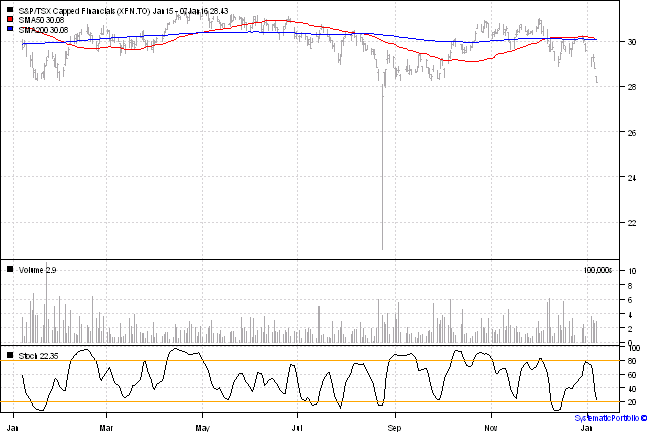 S&P/TSX Capped Financials (XFN.TO) Jan15 - 07Jan16 28.43
SMA50 30.08
SMA200 30.08
30
28
26
24
22
Volume 2.9
100,000s
10
8
6
4
2
0
Stoch 22.35
100
80
60
40
20
Jan
Mar
May
Jul
Sep
Nov
Jan
SystematicPortfolio ©